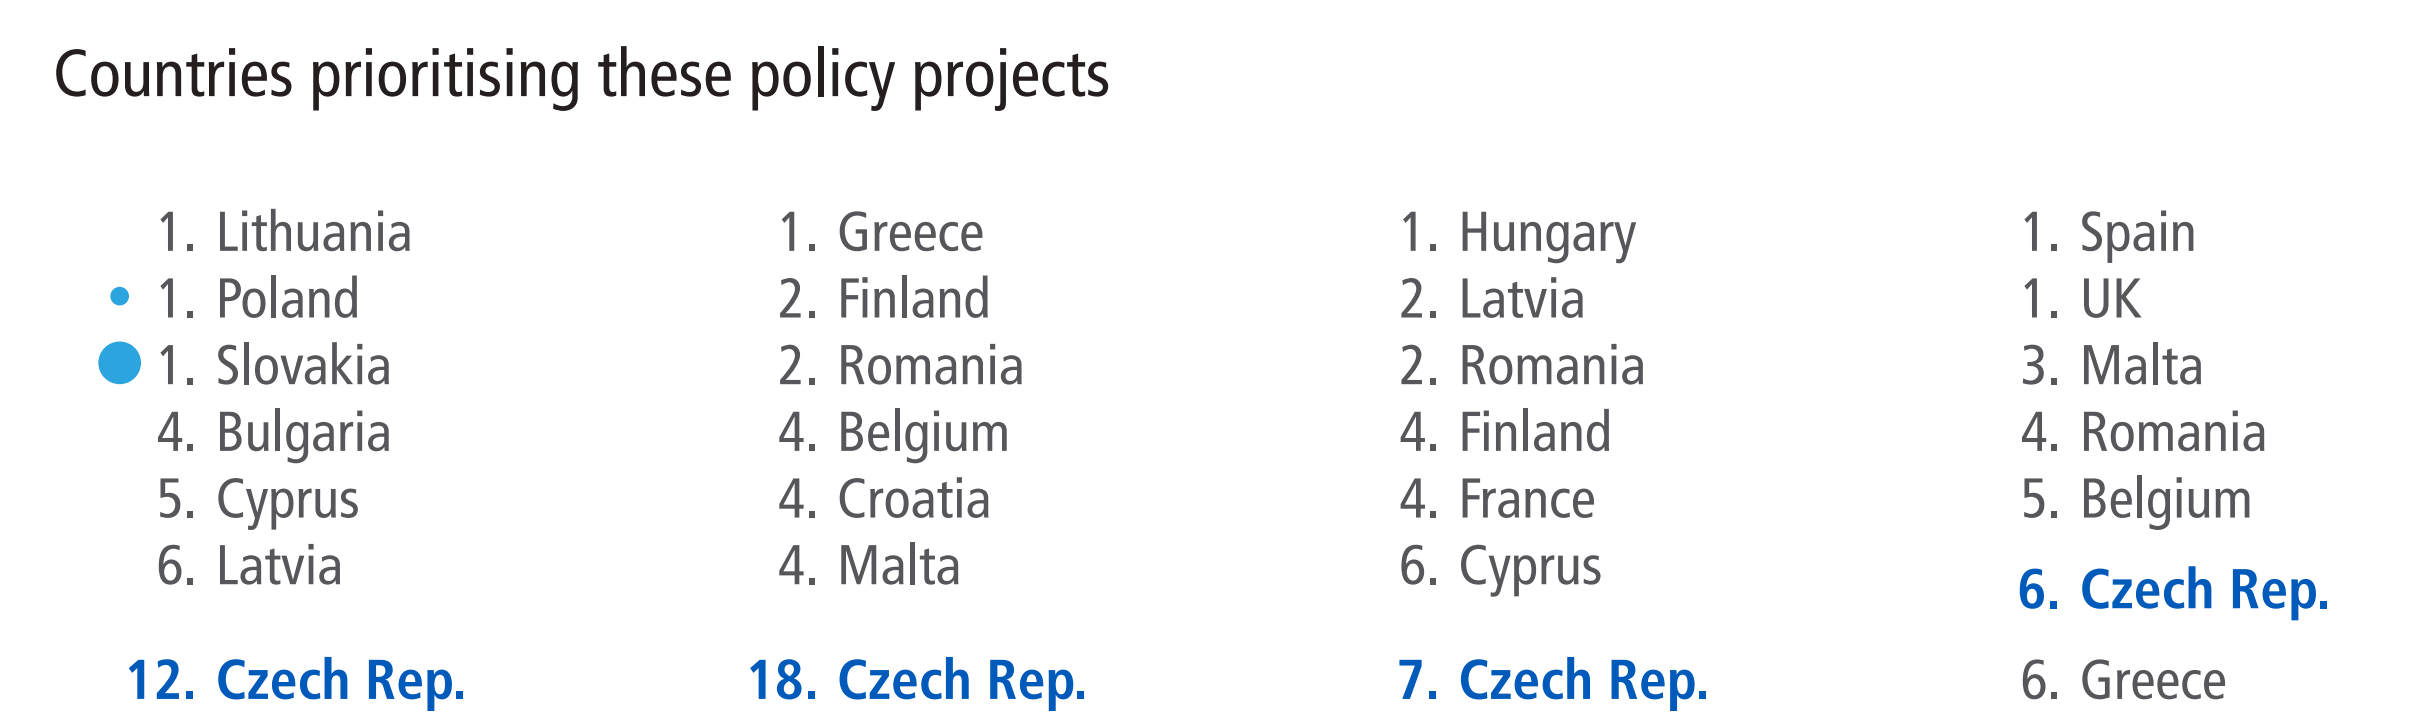 Countries prioritising these policy projects
1. Lithuania
1. Poland
1. Slovakia
4. Bulgaria
5. Cyprus
6. Latvia
12. Czech Rep.
1. Greece
2. Finland
2. Romania
4. Belgium
4. Croatia
4. Malta
18. Czech Rep.
1. Hungary
2. Latvia
2. Romania
4. Finland
4. France
6. Cyprus
7. Czech Rep.
1. Spain
1. UK
3. Malta
4. Romania
5. Belgium
6. Czech Rep.
6. Greece